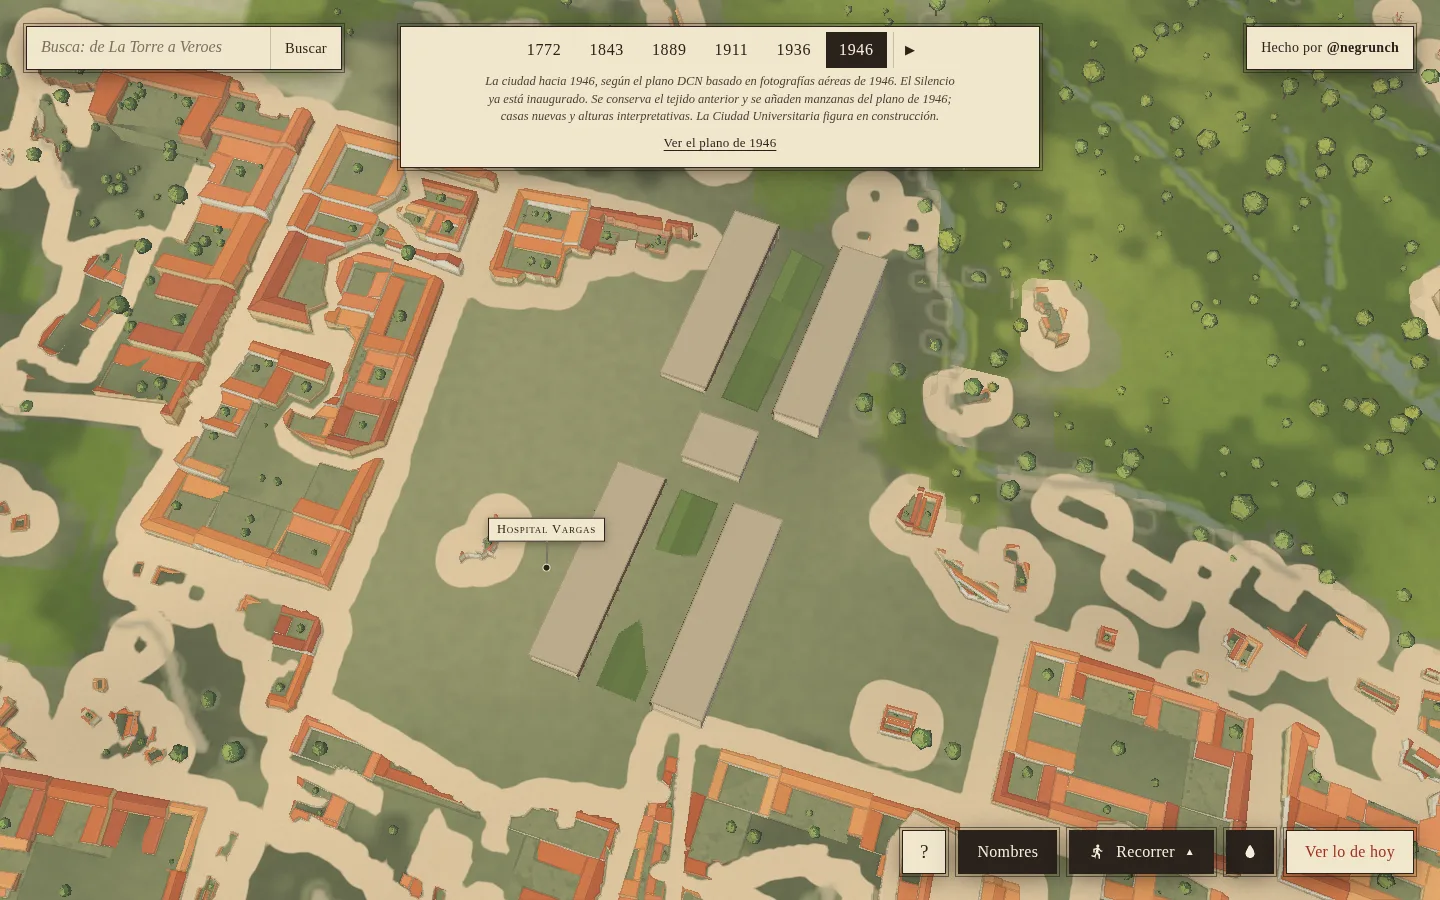 Busca: de La Torre a Veroes
Buscar
1772 1843 1889 1911 1936 1946 ▶
Hecho por @negrunch
La ciudad hacia 1946, según el plano DCN basado en fotografías aéreas de 1946. El Silencio
ya está inaugurado. Se conserva el tejido anterior y se añaden manzanas del plano de 1946;
casas nuevas y alturas interpretativas. La Ciudad Universitaria figura en construcción.
Ver el plano de 1946
Hospital Vargas
? Nombres Recorrer ▲ Ver lo de hoy